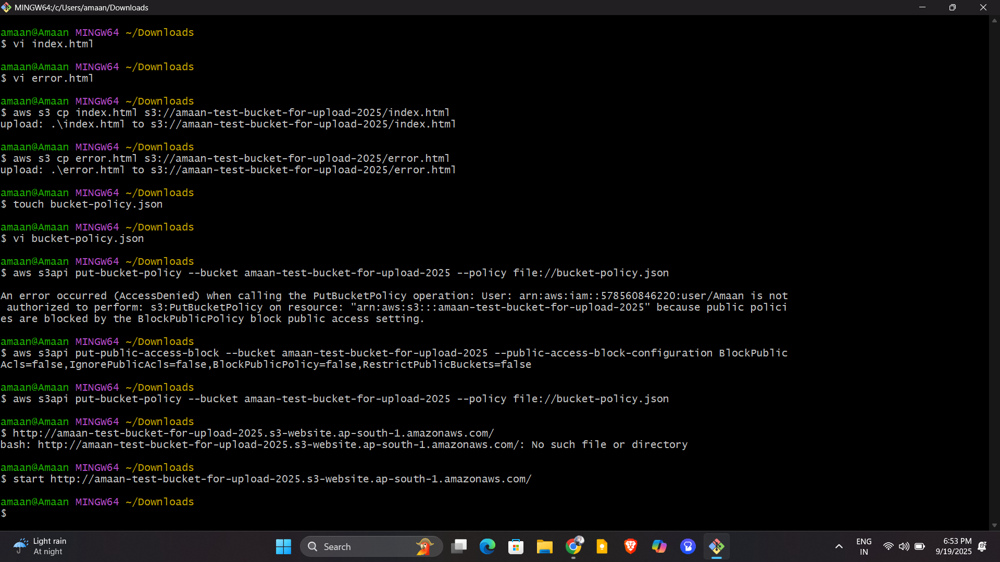 MINGW64:/c/Users/amaan/Downloads
amaan@Amaan MINGW64 ~/Downloads
$ vi index.html
amaan@Amaan MINGW64 ~/Downloads
$ vi error.html
amaan@Amaan MINGW64 ~/Downloads
$ aws s3 cp index.html s3://amaan-test-bucket-for-upload-2025/index.html
upload: .\index.html to s3://amaan-test-bucket-for-upload-2025/index.html
amaan@Amaan MINGW64 ~/Downloads
$ aws s3 cp error.html s3://amaan-test-bucket-for-upload-2025/error.html
upload: .\error.html to s3://amaan-test-bucket-for-upload-2025/error.html
amaan@Amaan MINGW64 ~/Downloads
$ touch bucket-policy.json
amaan@Amaan MINGW64 ~/Downloads
$ vi bucket-policy.json
amaan@Amaan MINGW64 ~/Downloads
$ aws s3api put-bucket-policy --bucket amaan-test-bucket-for-upload-2025 --policy file://bucket-policy.json
An error occurred (AccessDenied) when calling the PutBucketPolicy operation: User: arn:aws:iam::578560846220:user/Amaan is not
 authorized to perform: s3:PutBucketPolicy on resource: "arn:aws:s3:::amaan-test-bucket-for-upload-2025" because public polici
es are blocked by the BlockPublicPolicy block public access setting.
amaan@Amaan MINGW64 ~/Downloads
$ aws s3api put-public-access-block --bucket amaan-test-bucket-for-upload-2025 --public-access-block-configuration BlockPublic
Acls=false,IgnorePublicAcls=false,BlockPublicPolicy=false,RestrictPublicBuckets=false
amaan@Amaan MINGW64 ~/Downloads
$ aws s3api put-bucket-policy --bucket amaan-test-bucket-for-upload-2025 --policy file://bucket-policy.json
amaan@Amaan MINGW64 ~/Downloads
$ http://amaan-test-bucket-for-upload-2025.s3-website.ap-south-1.amazonaws.com/
bash: http://amaan-test-bucket-for-upload-2025.s3-website.ap-south-1.amazonaws.com/: No such file or directory
amaan@Amaan MINGW64 ~/Downloads
$ start http://amaan-test-bucket-for-upload-2025.s3-website.ap-south-1.amazonaws.com/
amaan@Amaan MINGW64 ~/Downloads
$
Light rain
At night
Search
ENG
IN
6:53 PM
9/19/2025